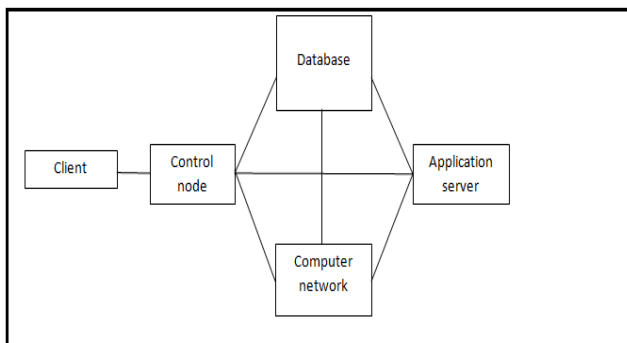 Database
Client
Control
node
Application
server
Computer
network